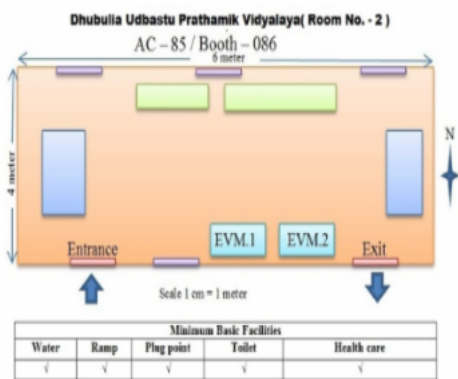 Dhubulia Udbastu Prathamik Vidyalaya( Room No. - 2 )
AC – 85 / Booth – 086
6 meter
4 meter
N
EVM.1 EVM.2
Entrance Exit
Scale 1 cm = 1 meter
Minimum Basic Facilities
Water Ramp Plug point Toilet Health care
√ √ √ √ √